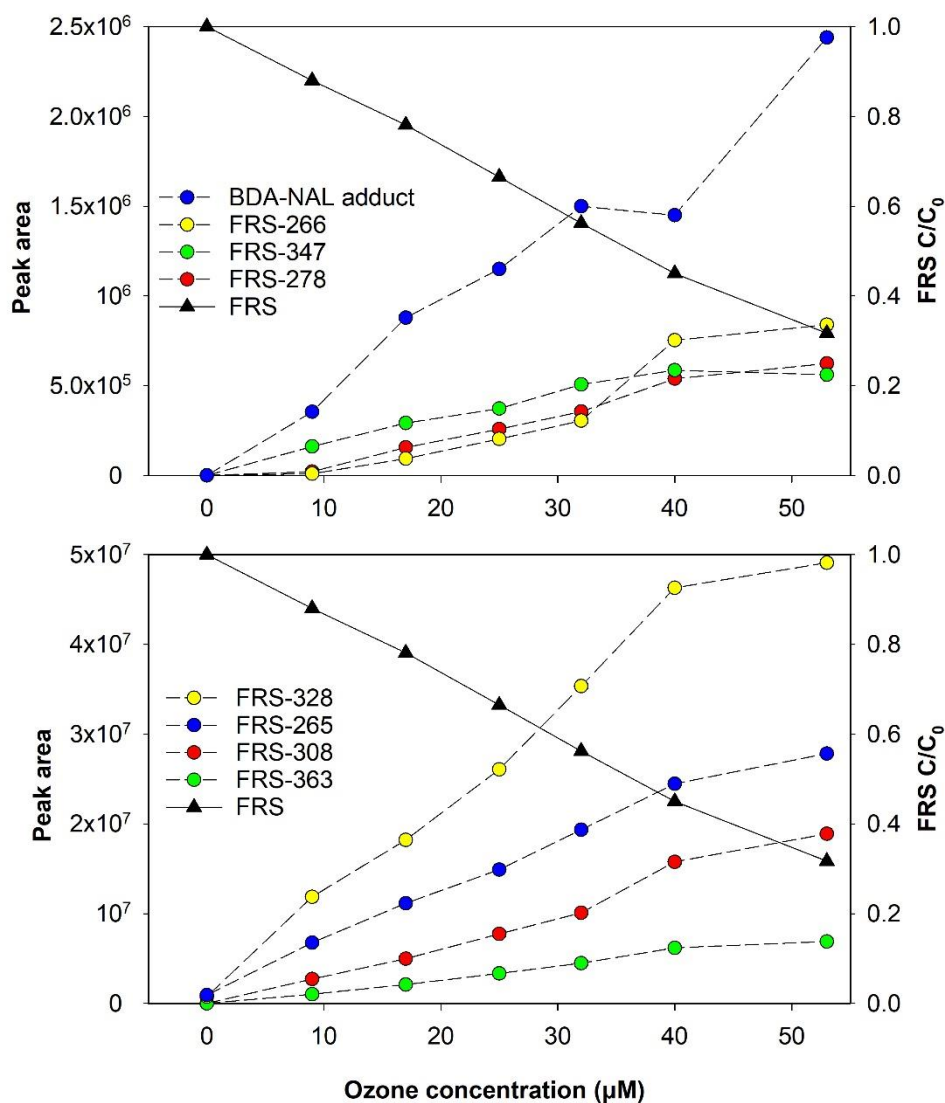 2.5x10⁶
2.0x10⁶
1.5x10⁶
10⁶
5.0x10⁵
0
Peak area
BDA-NAL adduct
FRS-266
FRS-347
FRS-278
FRS
1.0
0.8
0.6
0.4
0.2
0.0
FRS C/C₀
0 10 20 30 40 50
5x10⁷
4x10⁷
3x10⁷
2x10⁷
10⁷
0
Peak area
FRS-328
FRS-265
FRS-308
FRS-363
FRS
1.0
0.8
0.6
0.4
0.2
0.0
FRS C/C₀
0 10 20 30 40 50
Ozone concentration (µM)